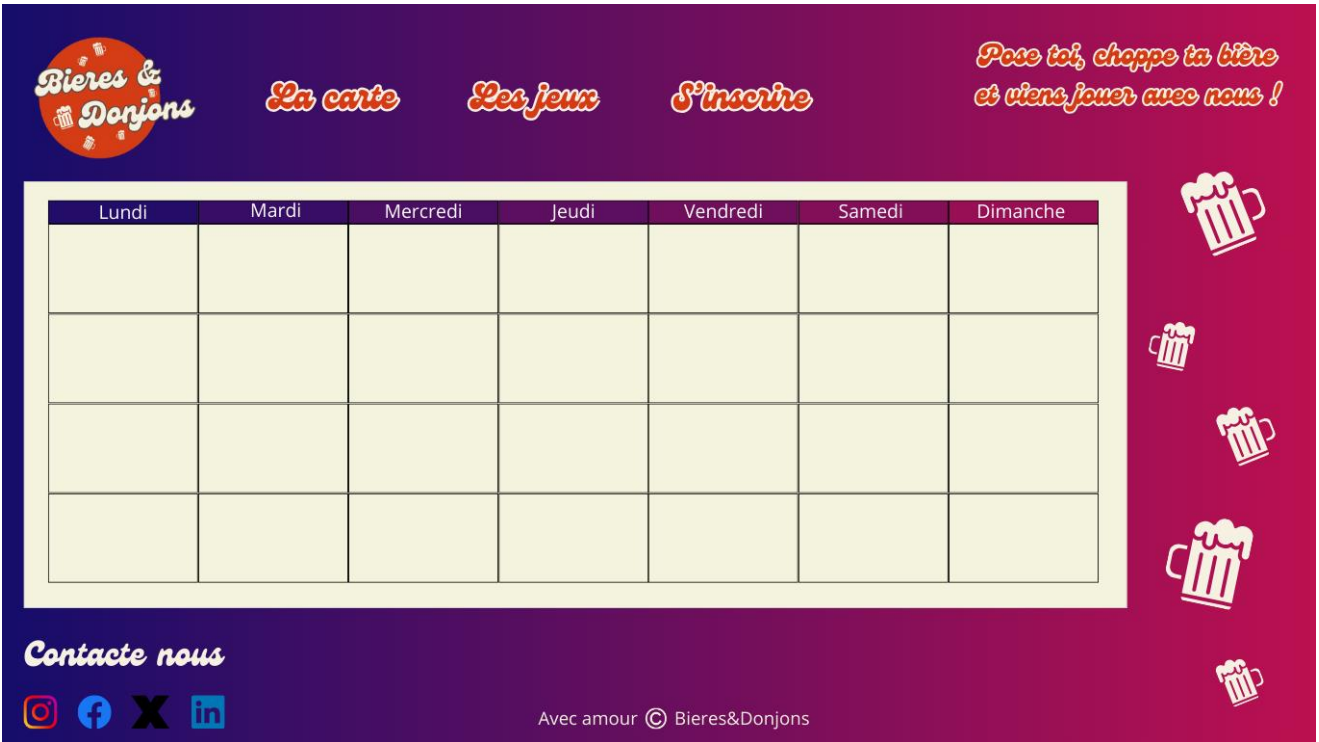 Bieres &
Donjons
La carte
Les jeux
S'inscrire
Pose toi, choppe ta bière
et viens jouer avec nous !
Lundi
Mardi
Mercredi
Jeudi
Vendredi
Samedi
Dimanche
Contacte nous
X
in
Avec amour © Bieres&Donjons